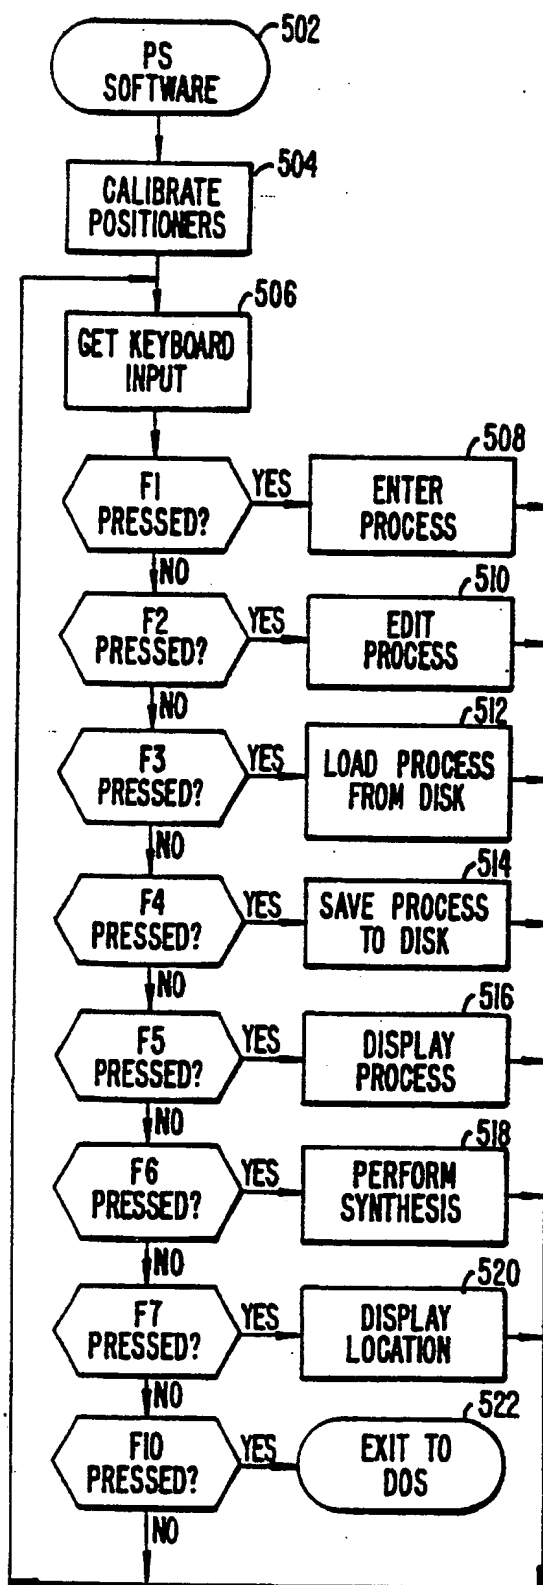 502
PS
SOFTWARE
504
CALIBRATE
POSITIONERS
506
GET KEYBOARD
INPUT
508
F1
PRESSED?
YES
ENTER
PROCESS
NO
510
F2
PRESSED?
YES
EDIT
PROCESS
NO
512
F3
PRESSED?
YES
LOAD PROCESS
FROM DISK
NO
514
F4
PRESSED?
YES
SAVE PROCESS
TO DISK
NO
516
F5
PRESSED?
YES
DISPLAY
PROCESS
NO
518
F6
PRESSED?
YES
PERFORM
SYNTHESIS
NO
520
F7
PRESSED?
YES
DISPLAY
LOCATION
NO
522
F10
PRESSED?
YES
EXIT TO
DOS
NO